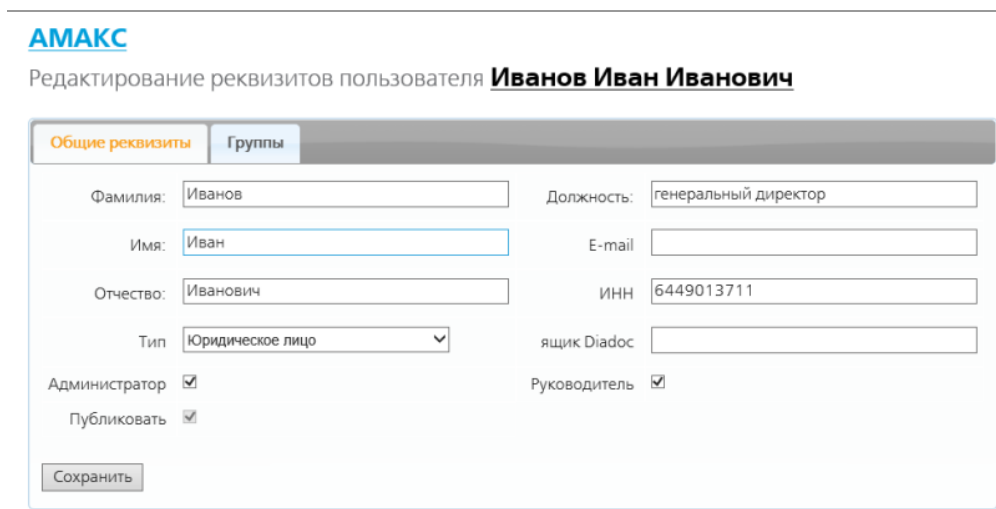 АМАКС
Редактирование реквизитов пользователя Иванов Иван Иванович
Общие реквизиты Группы
Фамилия: Иванов Должность: генеральный директор
Имя: Иван E-mail
Отчество: Иванович ИНН 6449013711
Тип Юридическое лицо ящик Diadoc
Администратор Руководитель
Публиковать
Сохранить